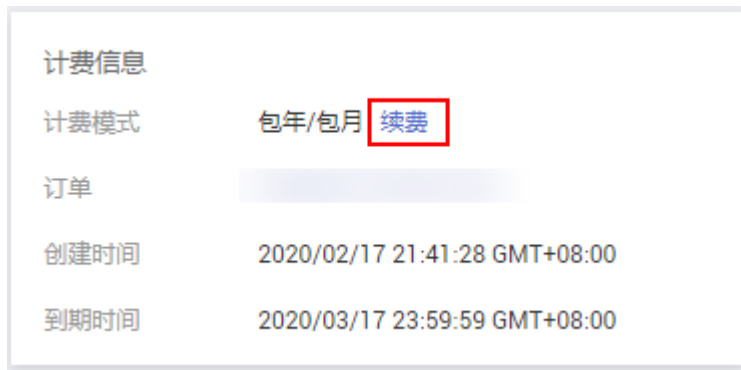 计费信息
计费模式 包年/包月 续费
订单
创建时间 2020/02/17 21:41:28 GMT+08:00
到期时间 2020/03/17 23:59:59 GMT+08:00